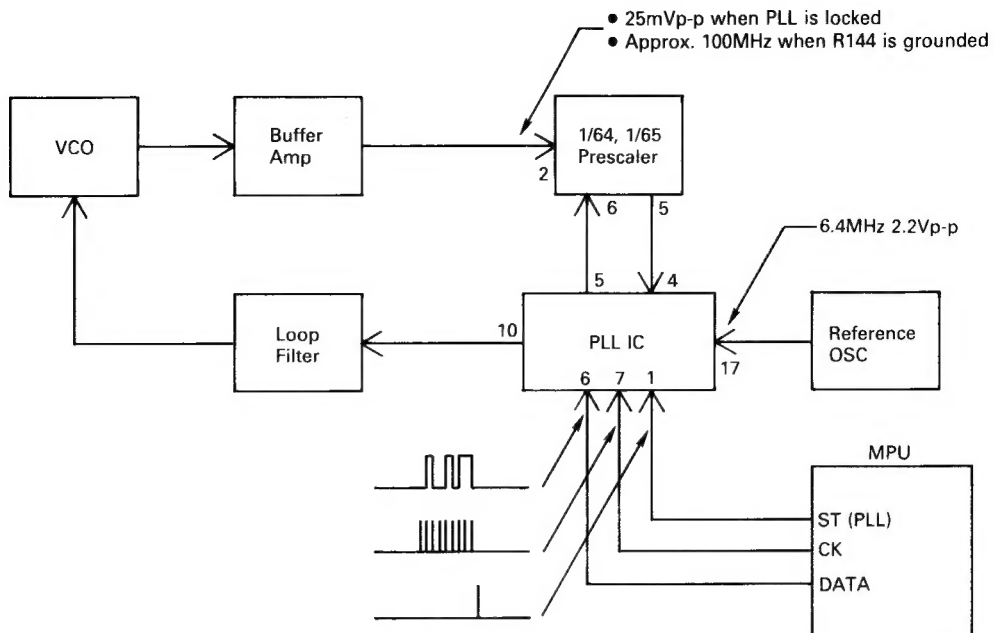 • 25mVp-p when PLL is locked
• Approx. 100MHz when R144 is grounded
VCO
Buffer
Amp
1/64, 1/65
Prescaler
2
6
5
6.4MHz 2.2Vp-p
5
4
Loop
Filter
10
PLL IC
17
Reference
OSC
6
7
1
MPU
ST (PLL)
CK
DATA